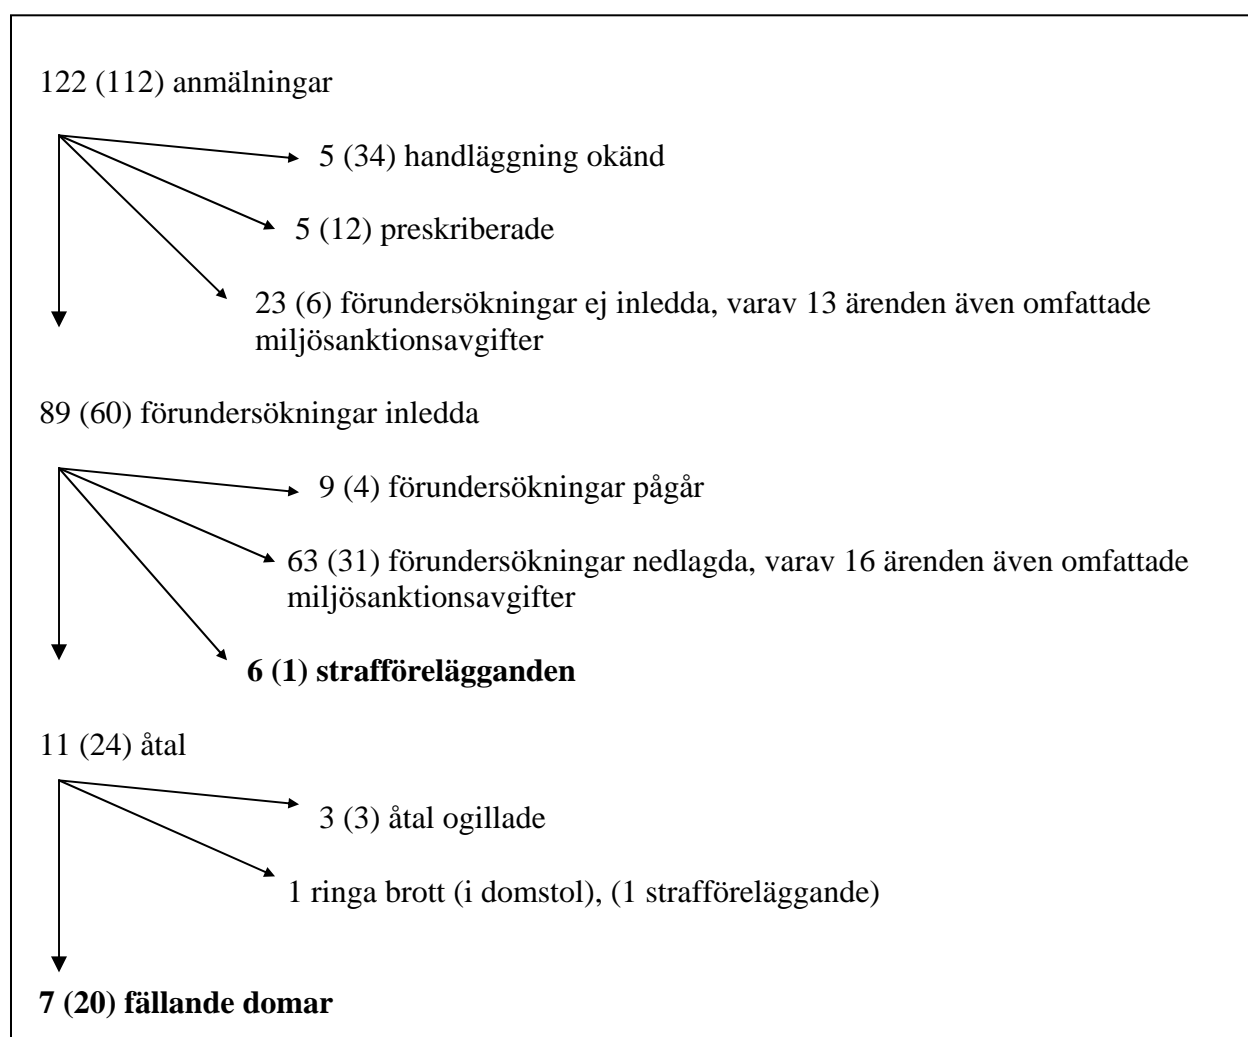 122 (112) anmälningar
5 (34) handläggning okänd
5 (12) preskriberade
23 (6) förundersökningar ej inledda, varav 13 ärenden även omfattade
miljösanktionsavgifter
89 (60) förundersökningar inledda
9 (4) förundersökningar pågår
63 (31) förundersökningar nedlagda, varav 16 ärenden även omfattade
miljösanktionsavgifter
6 (1) strafförelägganden
11 (24) åtal
3 (3) åtal ogillade
1 ringa brott (i domstol), (1 strafföreläggande)
7 (20) fällande domar